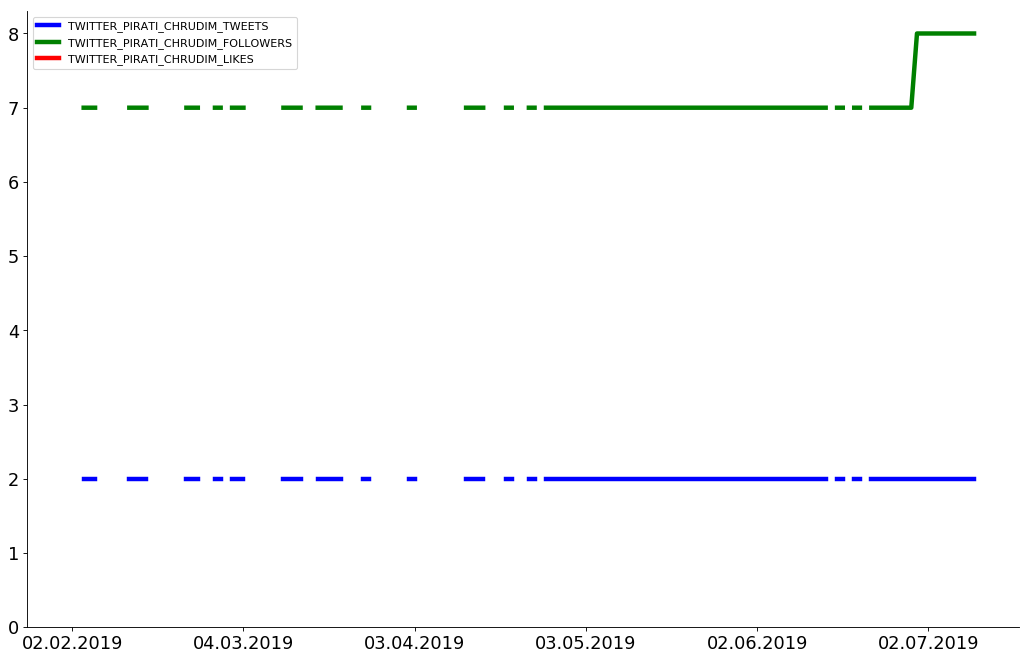 TWITTER_PIRATI_CHRUDIM_TWEETS
TWITTER_PIRATI_CHRUDIM_FOLLOWERS
TWITTER_PIRATI_CHRUDIM_LIKES
8
7
6
5
4
3
2
1
0
02.02.2019 04.03.2019 03.04.2019 03.05.2019 02.06.2019 02.07.2019